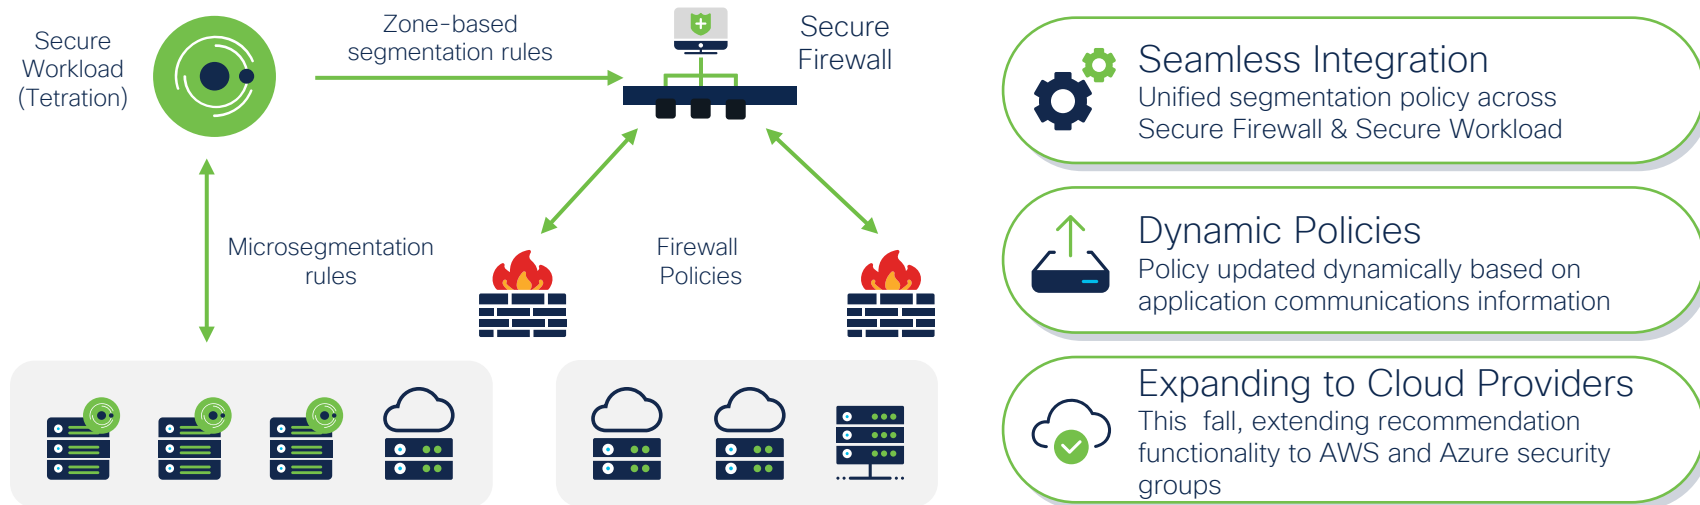 Secure
Workload
(Tetration)
Zone-based
segmentation rules
Secure
Firewall
Microsegmentation
rules
Firewall
Policies
Seamless Integration
Unified segmentation policy across
Secure Firewall & Secure Workload
Dynamic Policies
Policy updated dynamically based on
application communications information
Expanding to Cloud Providers
This fall, extending recommendation
functionality to AWS and Azure security
groups